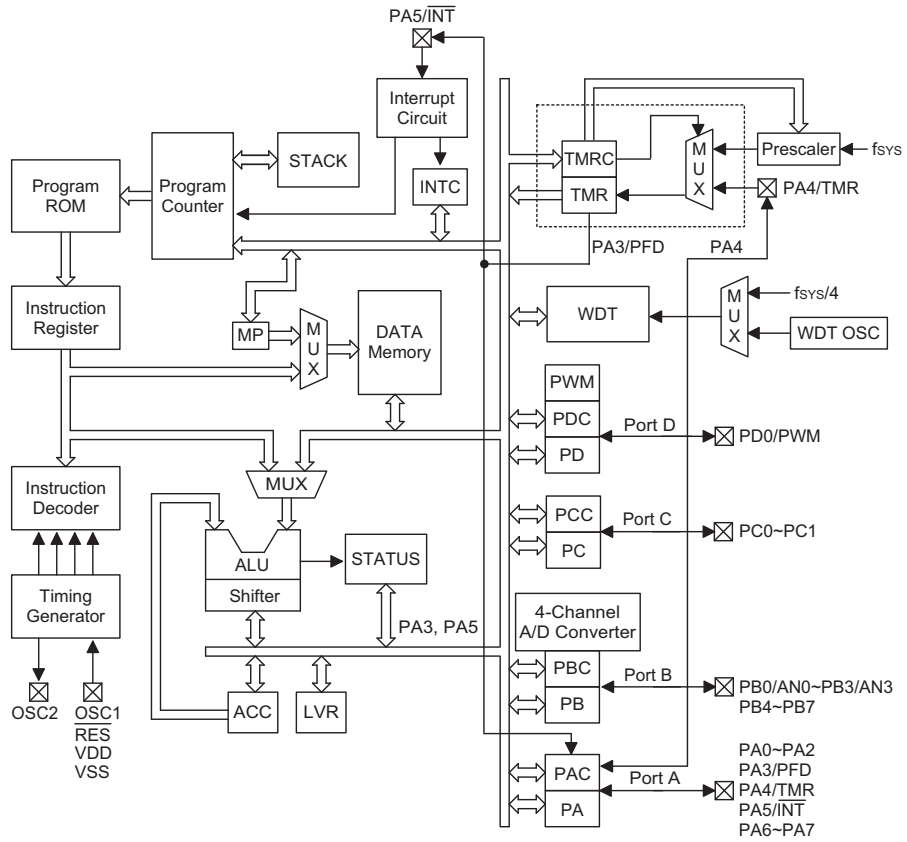 PA5/INT
Interrupt
Circuit
STACK
INTC
Program
ROM
Program
Counter
Instruction
Register
MP
MUX
DATA
Memory
TMRC
TMR
MUX
Prescaler
fSYS
PA4/TMR
PA3/PFD
PA4
WDT
MUX
fSYS/4
WDT OSC
PWM
PDC
PD
Port D
PD0/PWM
Instruction
Decoder
MUX
ALU
Shifter
STATUS
PCC
PC
Port C
PC0~PC1
Timing
Generator
PA3, PA5
4-Channel
A/D Converter
PBC
PB
Port B
PB0/AN0~PB3/AN3
PB4~PB7
OSC2
OSC1
RES
VDD
VSS
ACC
LVR
PAC
PA
Port A
PA0~PA2
PA3/PFD
PA4/TMR
PA5/INT
PA6~PA7